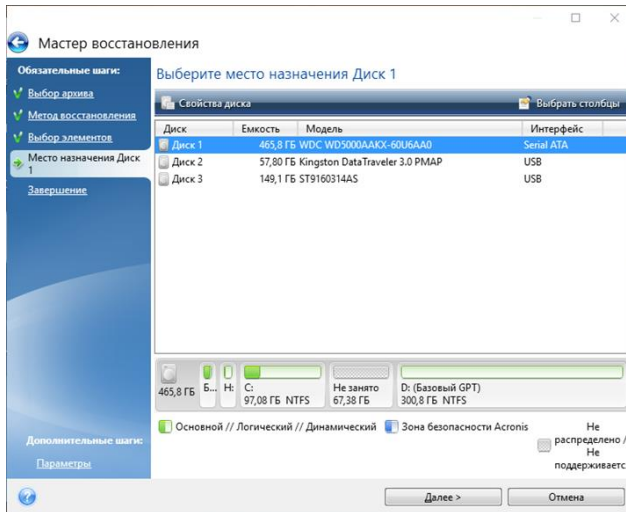 Мастер восстановления
Обязательные шаги:
Выбор архива
Метод восстановления
Выбор элементов
Место назначения Диск
1
Завершение
Дополнительные шаги:
Параметры
Выберите место назначения Диск 1
Свойства диска
Выбрать столбцы
Диск Емкость Модель Интерфейс
Диск 1 465,8 ГБ WDC WD5000AAKX-60U6AA0 Serial ATA
Диск 2 57,80 ГБ Kingston DataTraveler 3.0 PMAP USB
Диск 3 149,1 ГБ ST9160314AS USB
465,8 ГБ
Б...
H:
C:
97,08 ГБ NTFS
Не занято
67,38 ГБ
D: (Базовый GPT)
300,8 ГБ NTFS
Основной // Логический // Динамический
Зона безопасности Acronis
Не
распределено /
Не
поддерживаетс
Далее >
Отмена